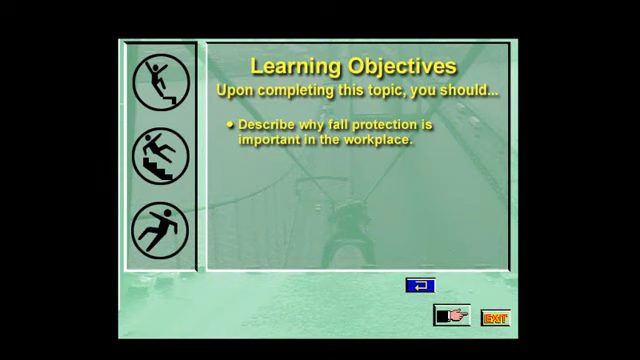 Learning Objectives
Upon completing this topic, you should...
• Describe why fall protection is
important in the workplace.
EXIT